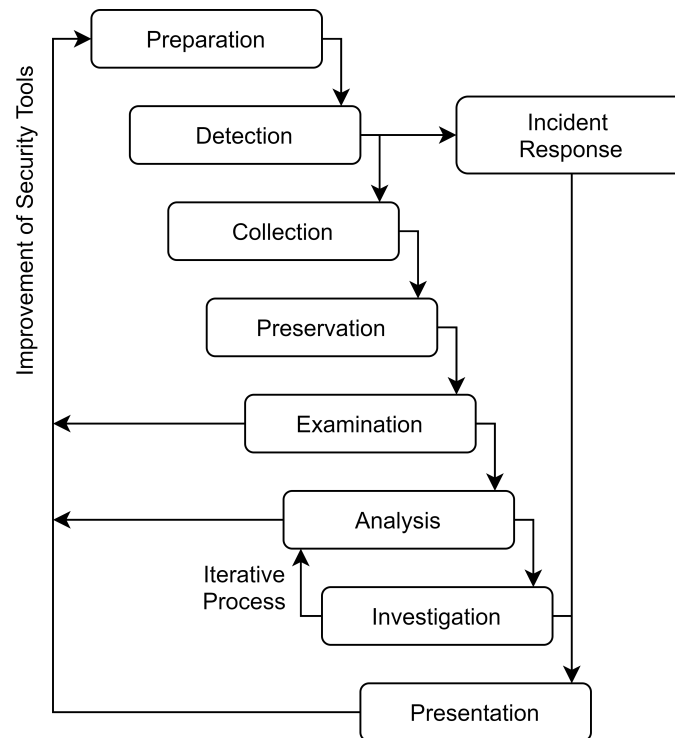 Preparation
Improvement of Security Tools
Detection
Incident
Response
Collection
Preservation
Examination
Analysis
Iterative
Process
Investigation
Presentation